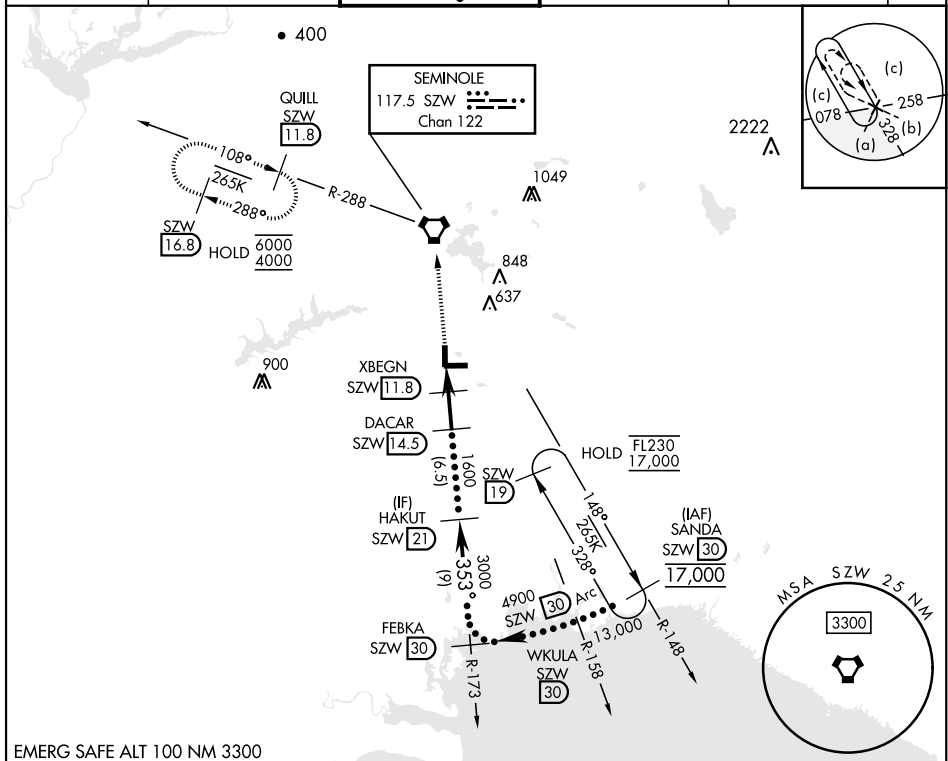 400
SEMINOLE
117.5 SZW
Chan 122
QUILL
SZW
11.8
108°
265K
288°
R-288
SZW
16.8
HOLD 6000
4000
(c)
(c)
258
078
(b)
(a)
328
2222
1049
848
637
900
XBEGN
SZW 11.8
DACAR
SZW 14.5
1600
(6.5)
(IF)
HAKUT
SZW 21
3000
353°
(9)
FEBKA
SZW 30
R-173
SZW
19
HOLD FL230
17,000
148°
265K
328°
(IAF)
SANDA
SZW 30
17,000
4900
SZW 30 Arc
13,000
WKULA
SZW
30
R-158
R-148
MSA SZW 25 NM
3300
EMERG SAFE ALT 100 NM 3300